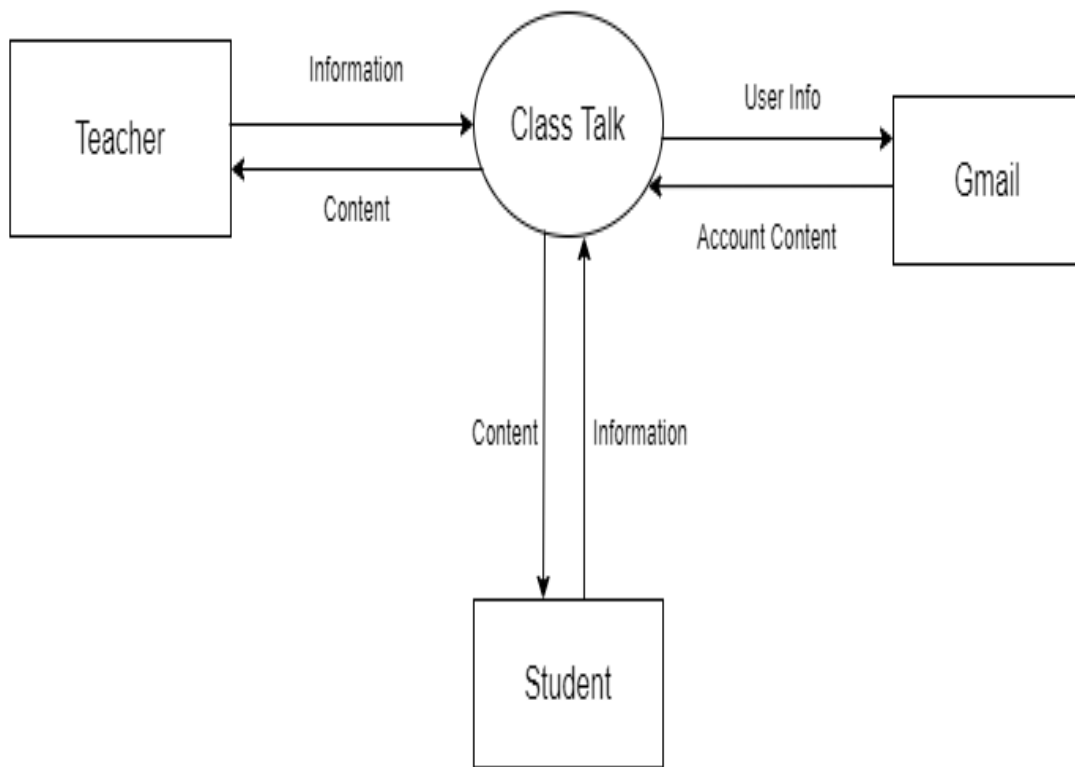 Information
Teacher
Class Talk
User Info
Gmail
Content
Account Content
Content
Information
Student